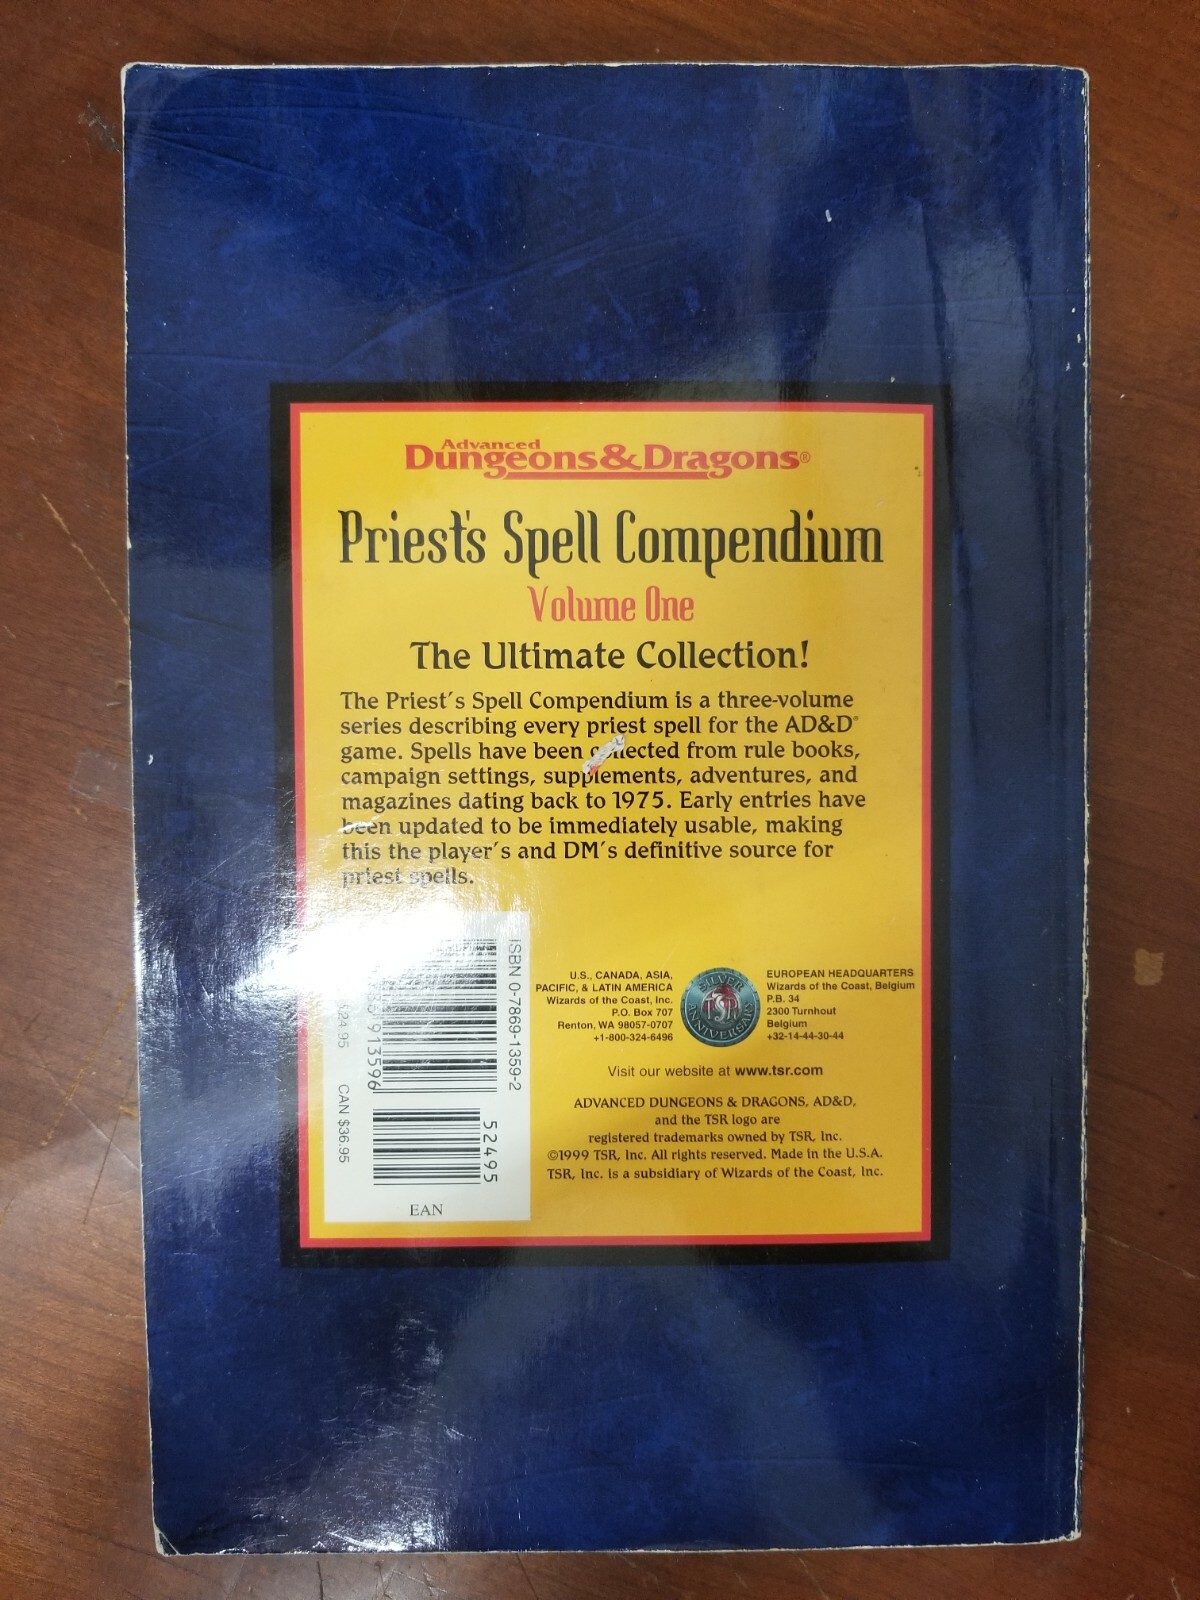 Advanced
Dungeons & Dragons®
Priest's Spell Compendium
Volume One
The Ultimate Collection!
The Priest's Spell Compendium is a three-volume
series describing every priest spell for the AD&D®
game. Spells have been collected from rule books,
campaign settings, supplements, adventures, and
magazines dating back to 1975. Early entries have
been updated to be immediately usable, making
this the player's and DM's definitive source for
priest spells.
ISBN 0-7869-1359-2
913596
24.95 CAN $36.95
52495
EAN
U.S., CANADA, ASIA,
PACIFIC, & LATIN AMERICA
Wizards of the Coast, Inc.
P.O. Box 707
Renton, WA 98057-0707
+1-800-324-6496
SILVER
TSR
ANNIVERSARY
EUROPEAN HEADQUARTERS
Wizards of the Coast, Belgium
P.B. 34
2300 Turnhout
Belgium
+32-14-44-30-44
Visit our website at www.tsr.com
ADVANCED DUNGEONS & DRAGONS, AD&D,
and the TSR logo are
registered trademarks owned by TSR, Inc.
©1999 TSR, Inc. All rights reserved. Made in the U.S.A.
TSR, Inc. is a subsidiary of Wizards of the Coast, Inc.